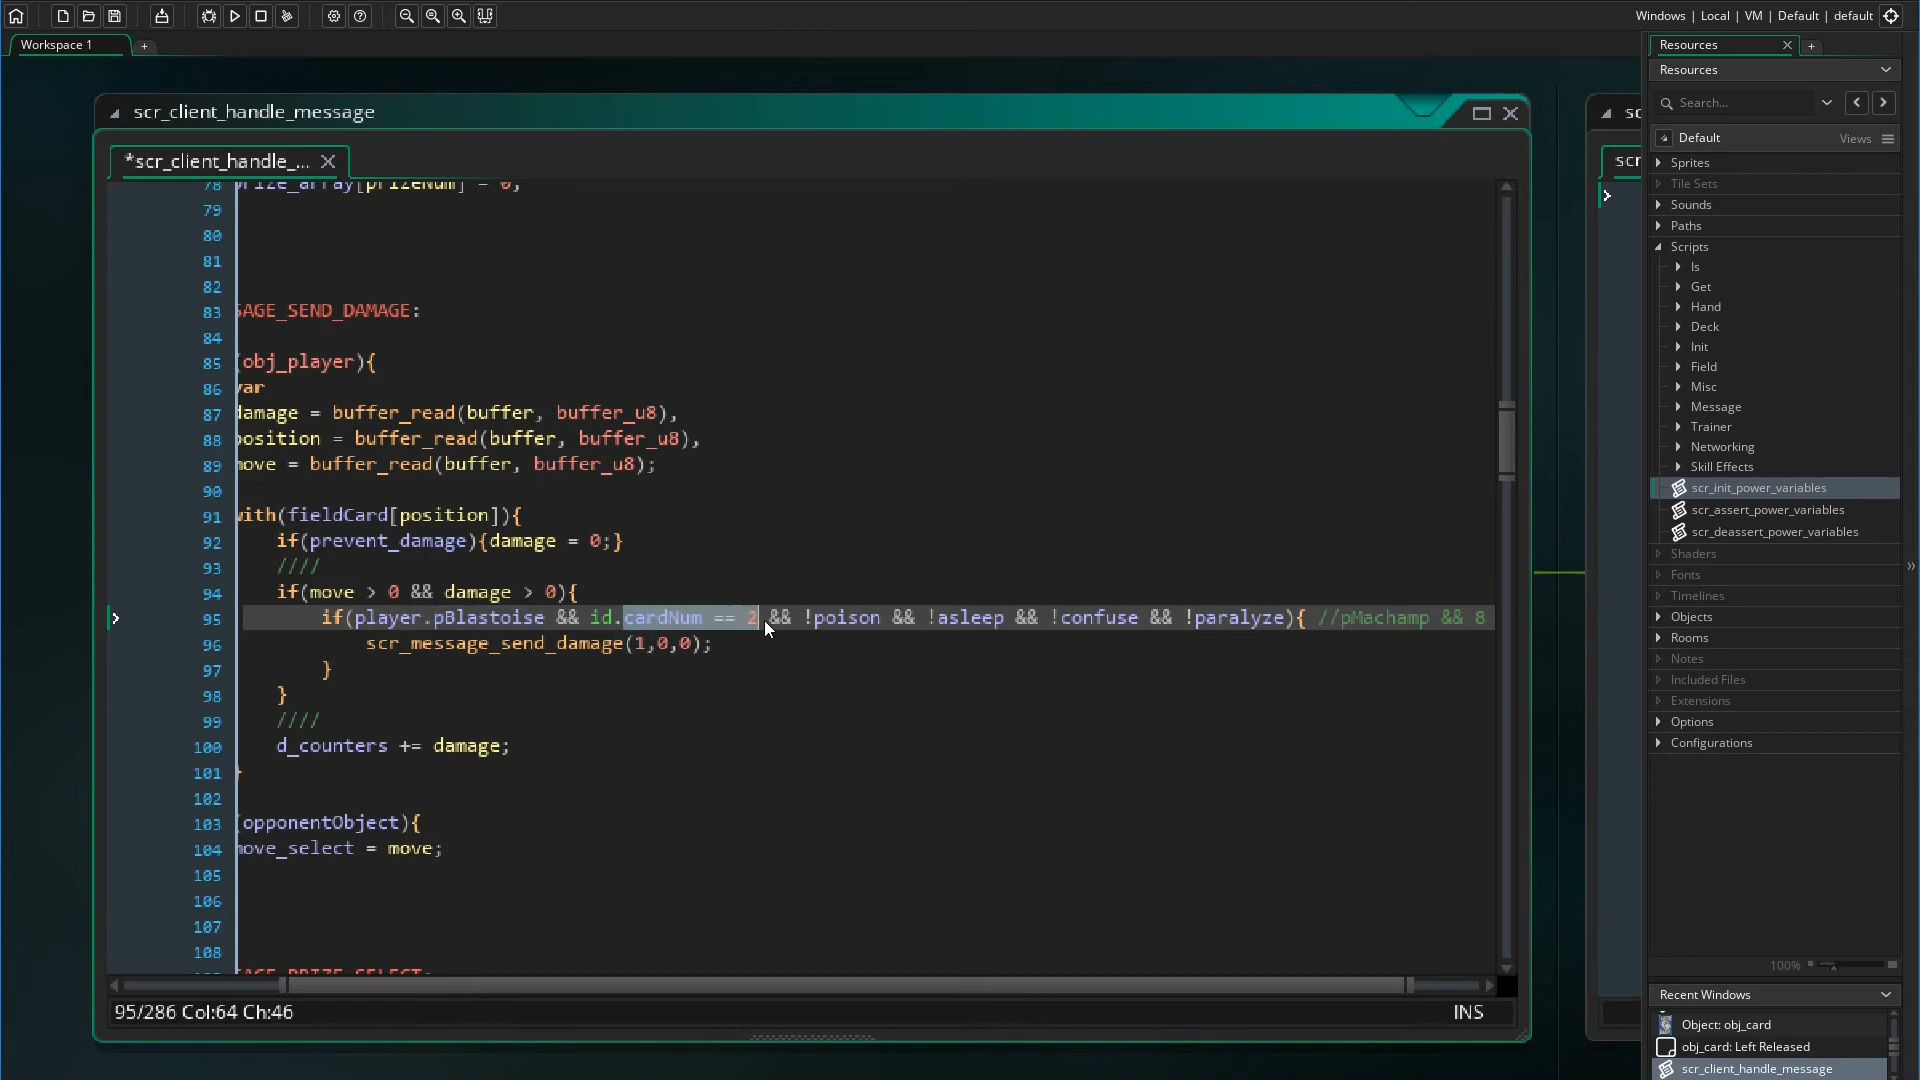 Windows | Local | VM | Default | default
Workspace 1
+
Resources
+
Resources
Search...
Default
Views
Sprites
Tile Sets
Sounds
Paths
Scripts
Is
Get
Hand
Deck
Init
Field
Misc
Message
Trainer
Networking
Skill Effects
scr_init_power_variables
scr_assert_power_variables
scr_deassert_power_variables
Shaders
Fonts
Timelines
Objects
Rooms
Notes
Included Files
Extensions
Options
Configurations
100%
Recent Windows
Object: obj_card
obj_card: Left Released
scr_client_handle_message
scr_client_handle_message
*scr_client_handle_...
78 prize_array[prizeNum] = 0;
79
80
81
82
83 SAGE_SEND_DAMAGE:
84
85 (obj_player){
86 var
87 damage = buffer_read(buffer, buffer_u8),
88 position = buffer_read(buffer, buffer_u8),
89 move = buffer_read(buffer, buffer_u8);
90
91 with(fieldCard[position]){
92 if(prevent_damage){damage = 0;}
93 ////
94 if(move > 0 && damage > 0){
95 if(player.pBlastoise && id.cardNum == 2 && !poison && !asleep && !confuse && !paralyze){ //pMachamp && 8
96 scr_message_send_damage(1,0,0);
97 }
98 }
99 ////
100 d_counters += damage;
101 }
102
103 (opponentObject){
104 move_select = move;
105
106
107
108
SAGE_PRIZE_SELECT:
95/286 Col:64 Ch:46
INS
scr